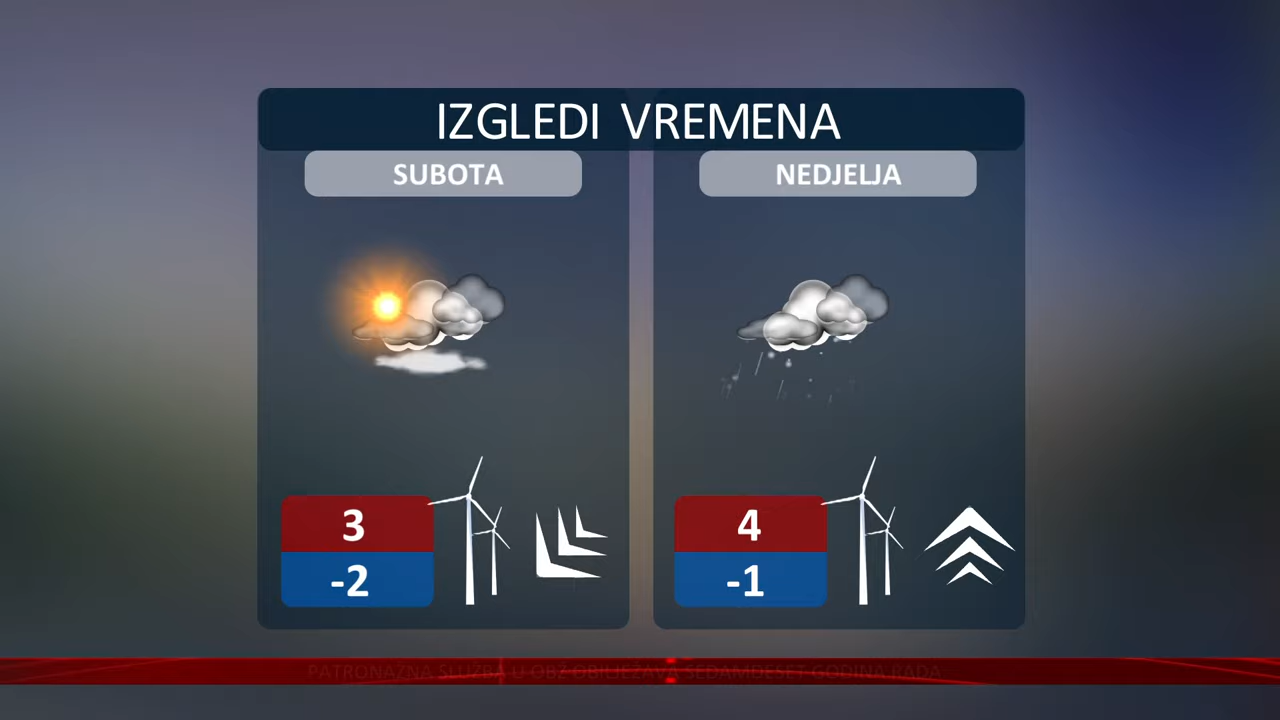 IZGLEDI VREMENA
SUBOTA
NEDJELJA
3
-2
4
-1
PATRONAŽNA SLUŽBA U OBŽ OBILJEŽAVA SEDAMDESET GODINA RADA